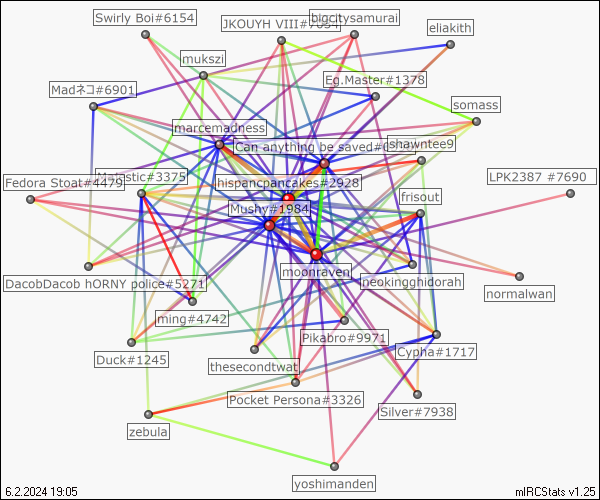 Swirly Boi#6154
bigcitysamurai
eliakith
mukszi
Eg.Master#1378
Madネコ#6901
somass
marcemadness
Can anything be saved#0
shawntee9
Majestic#3375
Fedora Stoat#4479
hispancpancakes#2928
LPK2387 #7690
frisout
Mushy#1984
moonraven
neokingghidorah
DacobDacob hORNY police#5271
normalwan
ming#4742
Pikabro#9971
Cypha#1717
Duck#1245
thesecondtwat
Pocket Persona#3326
Silver#7938
zebula
yoshimanden
6.2.2024 19:05
mIRCStats v1.25